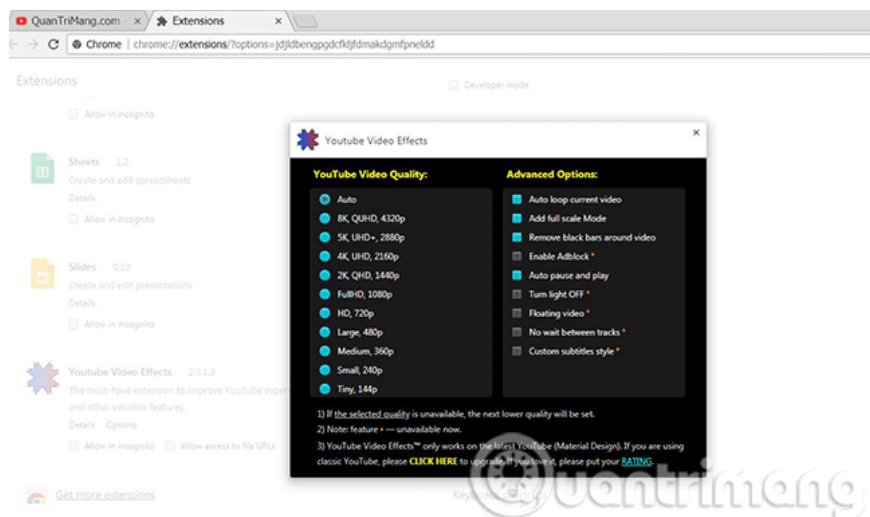 QuanTriMang.com
Extensions
Chrome | chrome://extensions/?options=jdjldbengpgdcfkljfdmakdgmfpneldd
Extensions
Developer mode
Allow in incognito
Sheets 1.2
Create and edit spreadsheets
Details
Allow in incognito
Slides 0.10
Create and edit presentations
Details
Allow in incognito
Youtube Video Effects 2.3.1.3
The must-have extension to improve YouTube exper
and other valuable features.
Details Options
Allow in incognito Allow access to file URLs
Get more extensions
Youtube Video Effects
YouTube Video Quality:
Auto
8K, QUHD, 4320p
5K, UHD+, 2880p
4K, UHD, 2160p
2K, QHD, 1440p
FullHD, 1080p
HD, 720p
Large, 480p
Medium, 360p
Small, 240p
Tiny, 144p
Advanced Options:
Auto loop current video
Add full scale Mode
Remove black bars around video
Enable Adblock *
Auto pause and play
Turn light OFF *
Floating video *
No wait between tracks *
Custom subtitles style *
1) If the selected quality is unavailable, the next lower quality will be set.
2) Note: feature • — unavailable now.
3) YouTube Video Effects™ only works on the latest YouTube (Material Design). If you are using
classic YouTube, please CLICK HERE to upgrade. If you love it, please put your RATING.
Quantrimang